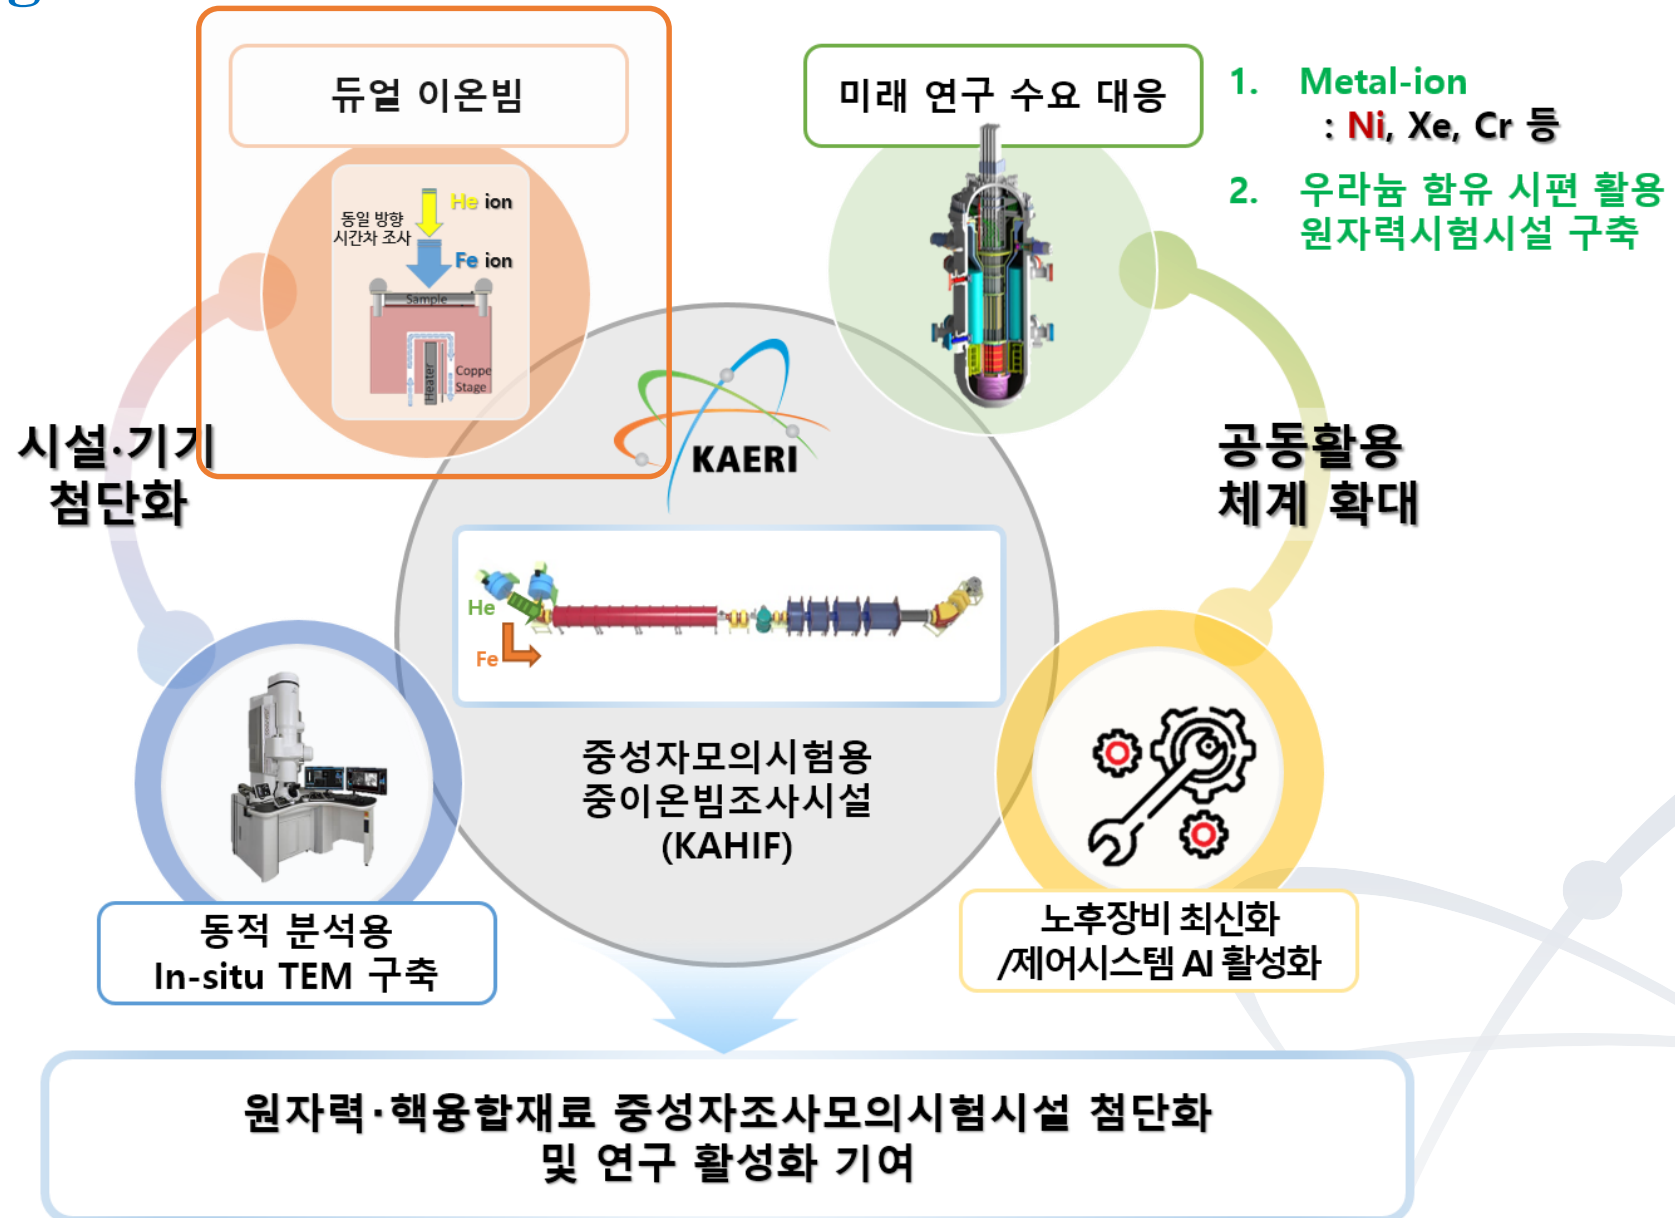 듀얼 이온빔
He ion
동일 방향
시간차 조사
Fe ion
Sample
Heater
Coppe
Stage
미래 연구 수요 대응
1. Metal-ion
: Ni, Xe, Cr 등
2. 우라늄 함유 시편 활용
원자력시험시설 구축
시설·기기
첨단화
공동활용
체계 확대
KAERI
He
Fe
중성자모의시험용
중이온빔조사시설
(KAHIF)
동적 분석용
In-situ TEM 구축
노후장비 최신화
/제어시스템 AI 활성화
원자력·핵융합재료 중성자조사모의시험시설 첨단화
및 연구 활성화 기여